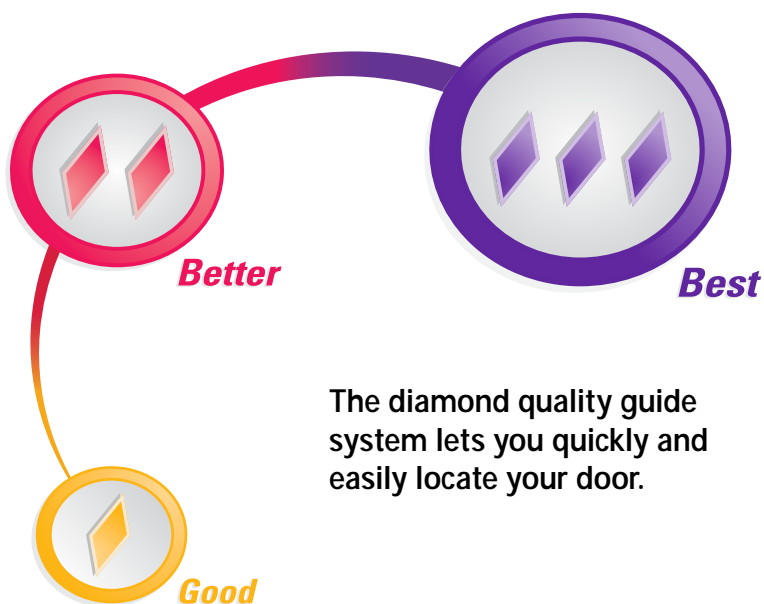 Better
Best
The diamond quality guide
system lets you quickly and
easily locate your door.
Good